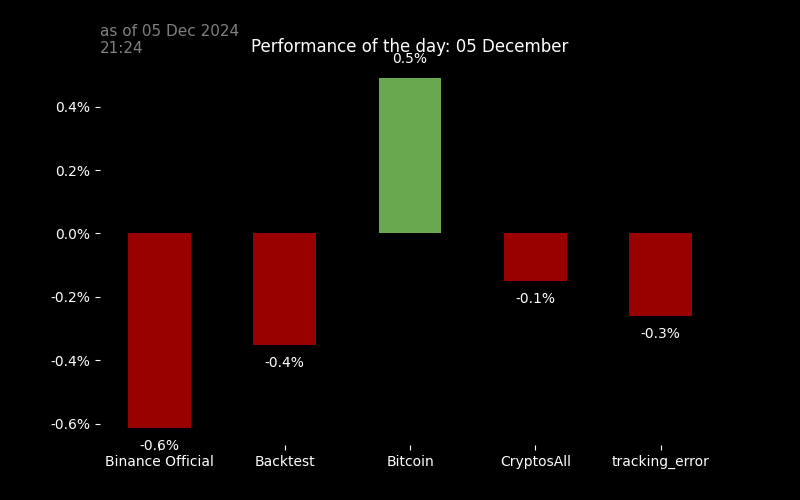 as of 05 Dec 2024
21:24
Performance of the day: 05 December
0.5%
0.4%
0.2%
0.0%
-0.2%
-0.4%
-0.6%
-0.6%
-0.4%
-0.1%
-0.3%
Binance Official
Backtest
Bitcoin
CryptosAll
tracking_error